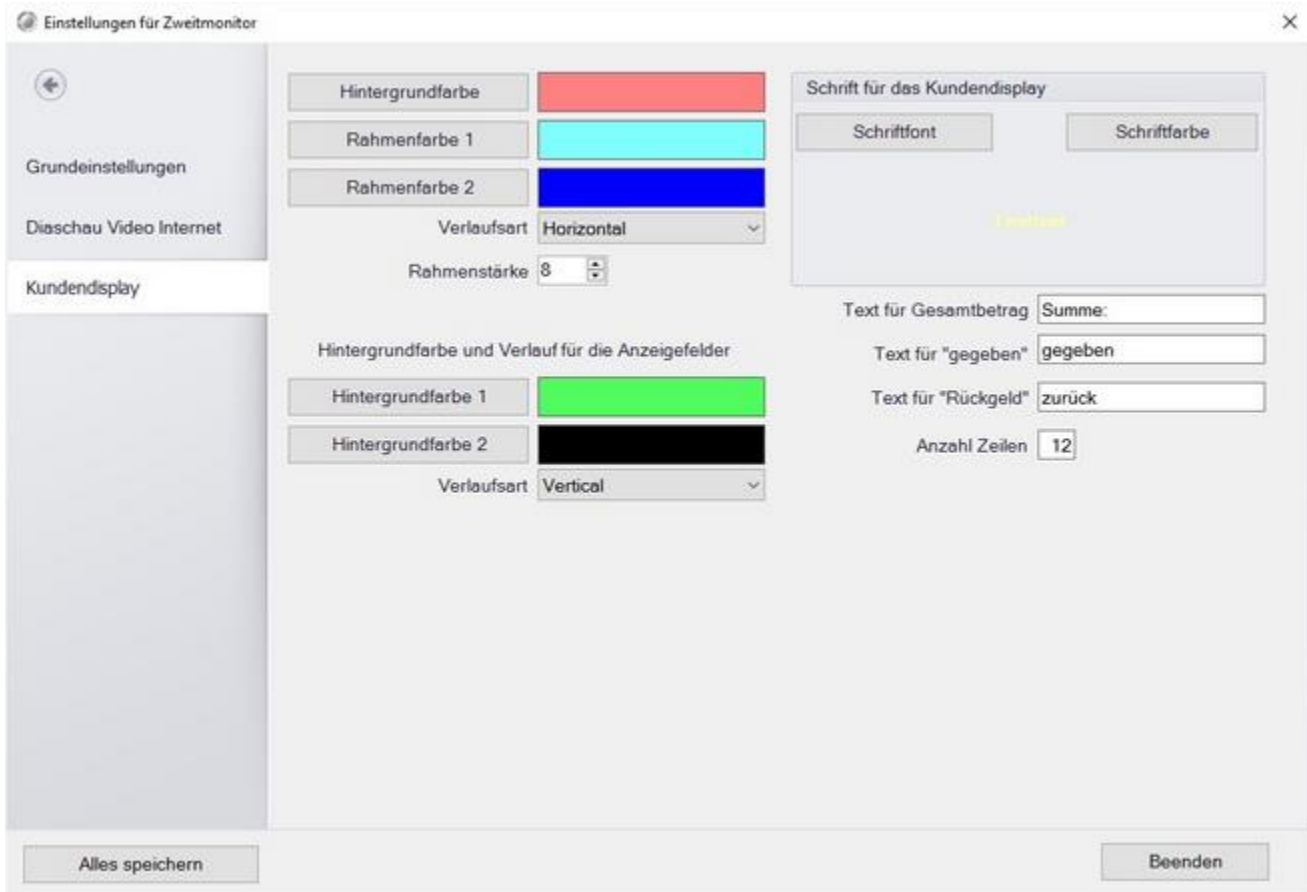 Einstellungen für Zweitmonitor
Grundeinstellungen
Diaschau Video Internet
Kundendisplay
Hintergrundfarbe
Rahmenfarbe 1
Rahmenfarbe 2
Verlaufsart Horizontal
Rahmenstärke 8
Hintergrundfarbe und Verlauf für die Anzeigefelder
Hintergrundfarbe 1
Hintergrundfarbe 2
Verlaufsart Vertical
Schrift für das Kundendisplay
Schriftfont Schriftfarbe
Text für Gesamtbetrag Summe:
Text für "gegeben" gegeben
Text für "Rückgeld" zurück
Anzahl Zeilen 12
Alles speichern
Beenden